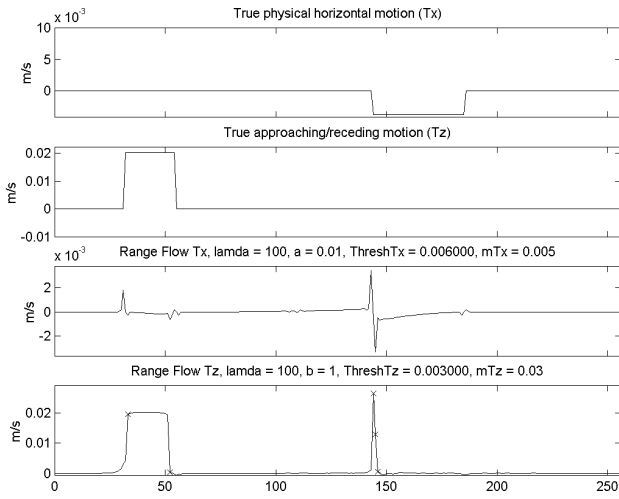 True physical horizontal motion (Tx)
x 10⁻³
10
5
0
m/s
True approaching/receding motion (Tz)
0.02
0.01
0
-0.01
m/s
Range Flow Tx, lamda = 100, a = 0.01, ThreshTx = 0.006000, mTx = 0.005
x 10⁻³
2
0
-2
m/s
Range Flow Tz, lamda = 100, b = 1, ThreshTz = 0.003000, mTz = 0.03
0.02
0.01
0
m/s
0 50 100 150 200 250